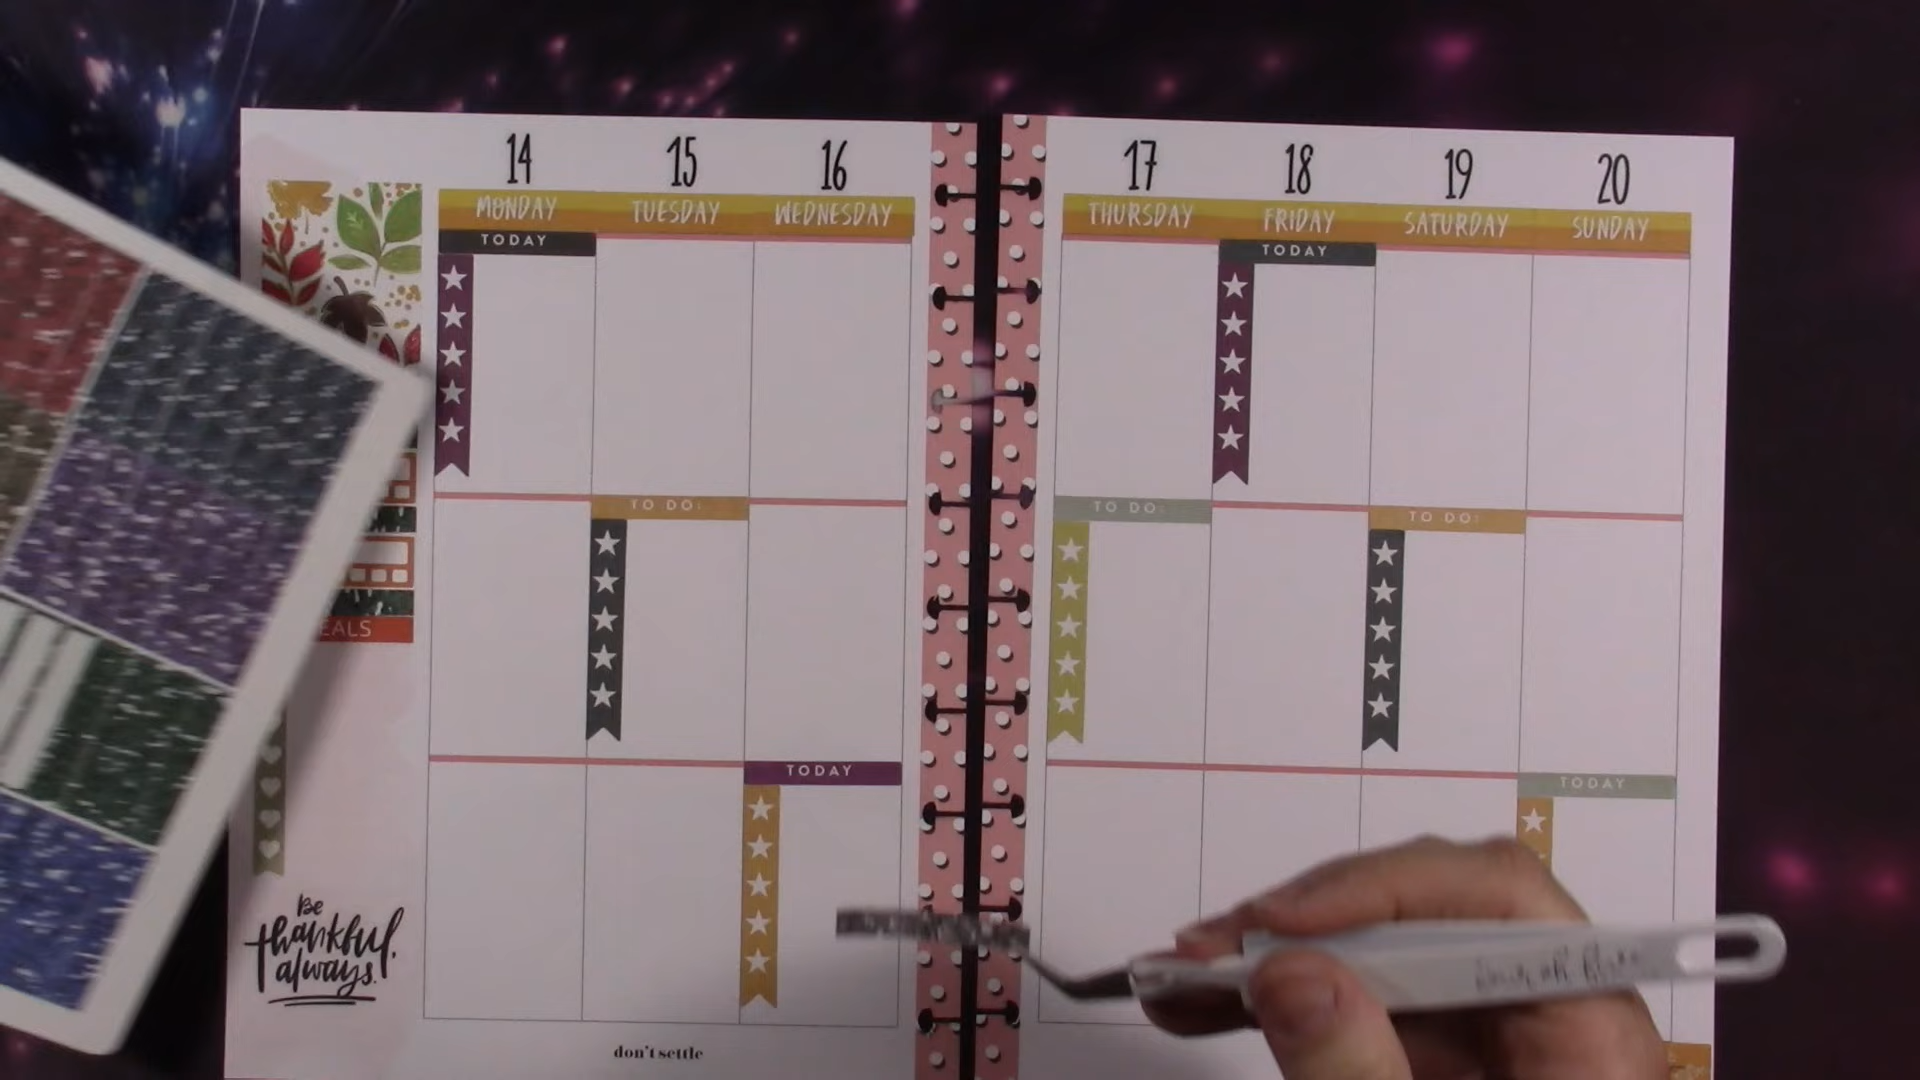 14 15 16 17 18 19 20
MONDAY TUESDAY WEDNESDAY THURSDAY FRIDAY SATURDAY SUNDAY
TODAY TODAY
TO DO: TO DO: TO DO:
EALS
TODAY TODAY
Be
thankful
always.
don't settle